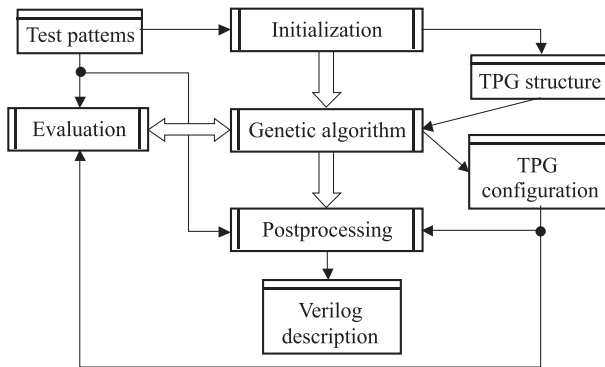 Test pattems
Initialization
TPG structure
Evaluation
Genetic algorithm
TPG
configuration
Postprocessing
Verilog
description